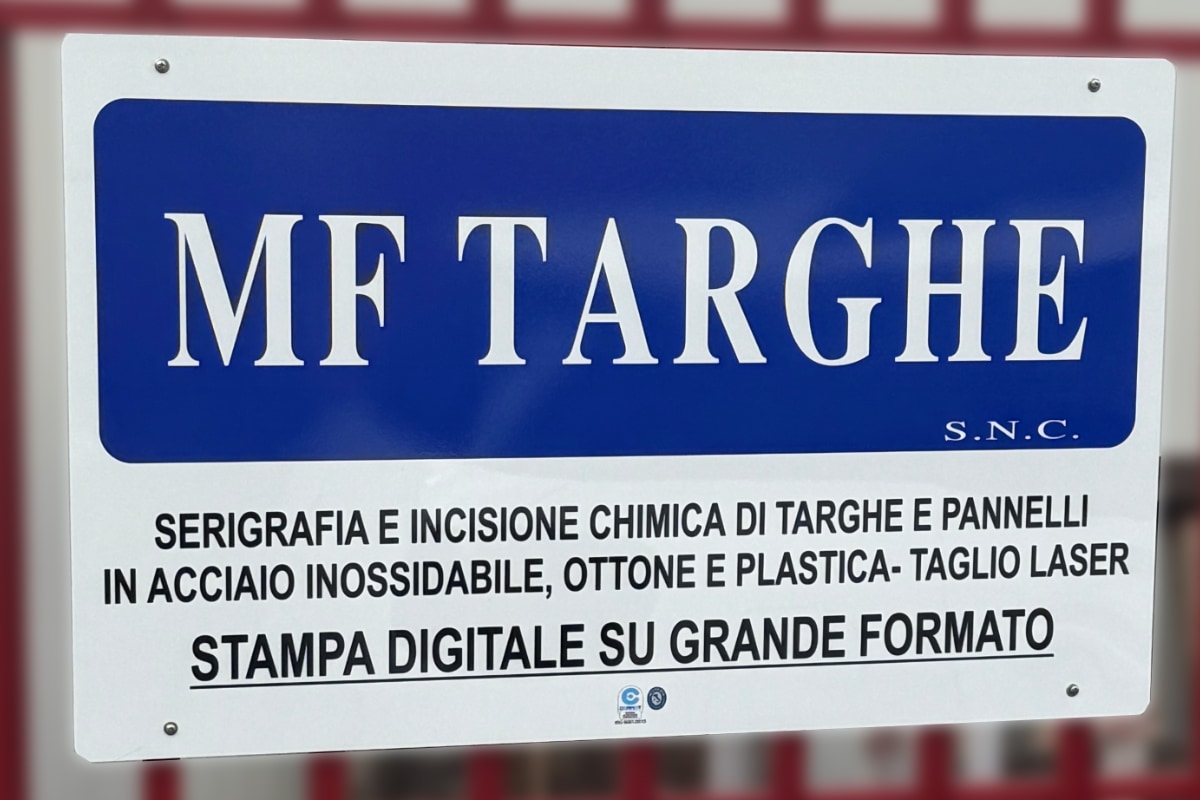 MF TARGHE
S.N.C.
SERIGRAFIA E INCISIONE CHIMICA DI TARGHE E PANNELLI
IN ACCIAIO INOSSIDABILE, OTTONE E PLASTICA- TAGLIO LASER
STAMPA DIGITALE SU GRANDE FORMATO